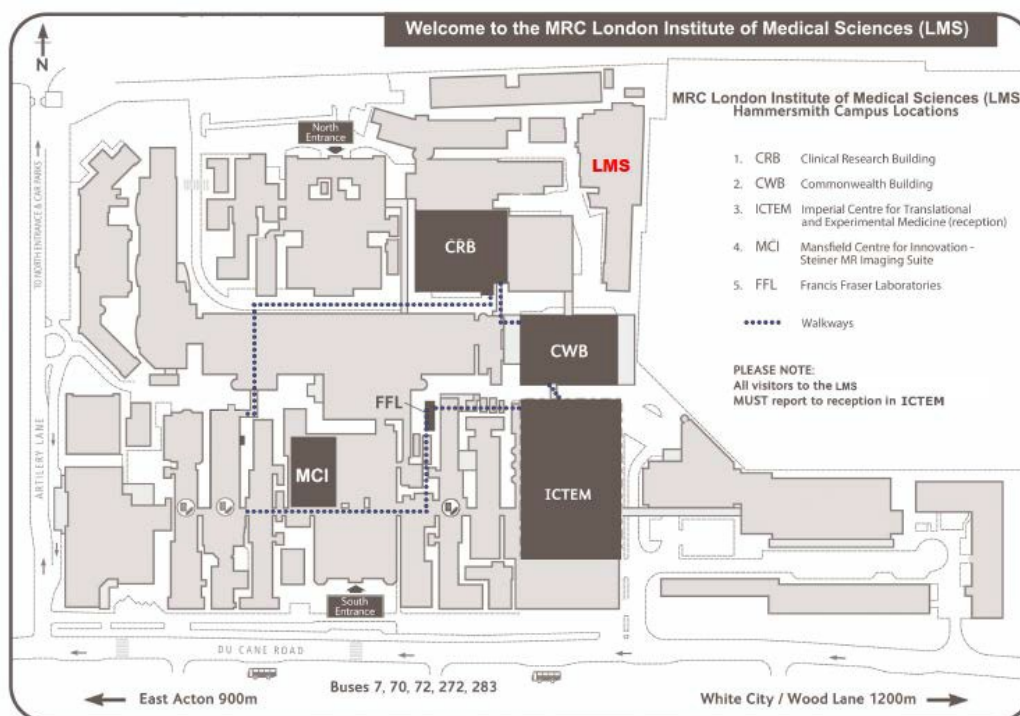 Welcome to the MRC London Institute of Medical Sciences (LMS)
N
MRC London Institute of Medical Sciences (LMS
Hammersmith Campus Locations
1. CRB Clinical Research Building
2. CWB Commonwealth Building
3. ICTEM Imperial Centre for Translational
and Experimental Medicine (reception)
4. MCI Mansfield Centre for Innovation -
Steiner MR Imaging Suite
5. FFL Francis Fraser Laboratories
Walkways
PLEASE NOTE:
All visitors to the LMS
MUST report to reception in ICTEM
North
Entrance
LMS
CRB
TO NORTH ENTRANCE & CAR PARKS
CWB
FFL
MCI
ICTEM
ARTILERY LANE
South
Entrance
DU CANE ROAD
Buses 7, 70, 72, 272, 283
East Acton 900m
White City / Wood Lane 1200m